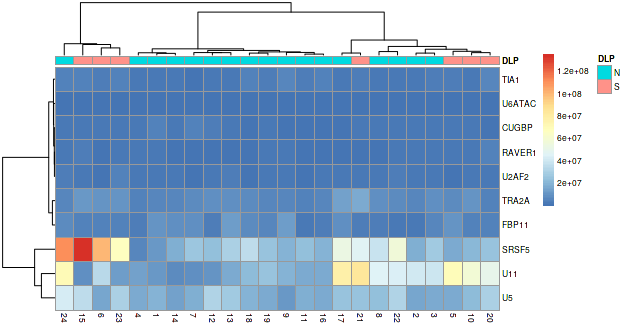 DLP
DLP
TIA1
U6ATAC
CUGBP
RAVER1
U2AF2
TRA2A
FBP11
SRSF5
U11
U5
1.2e+08
1e+08
8e+07
6e+07
4e+07
2e+07
N
S
24 15 6 23 4 1 14 7 12 13 18 19 9 11 16 17 21 8 22 2 3 5 10 20